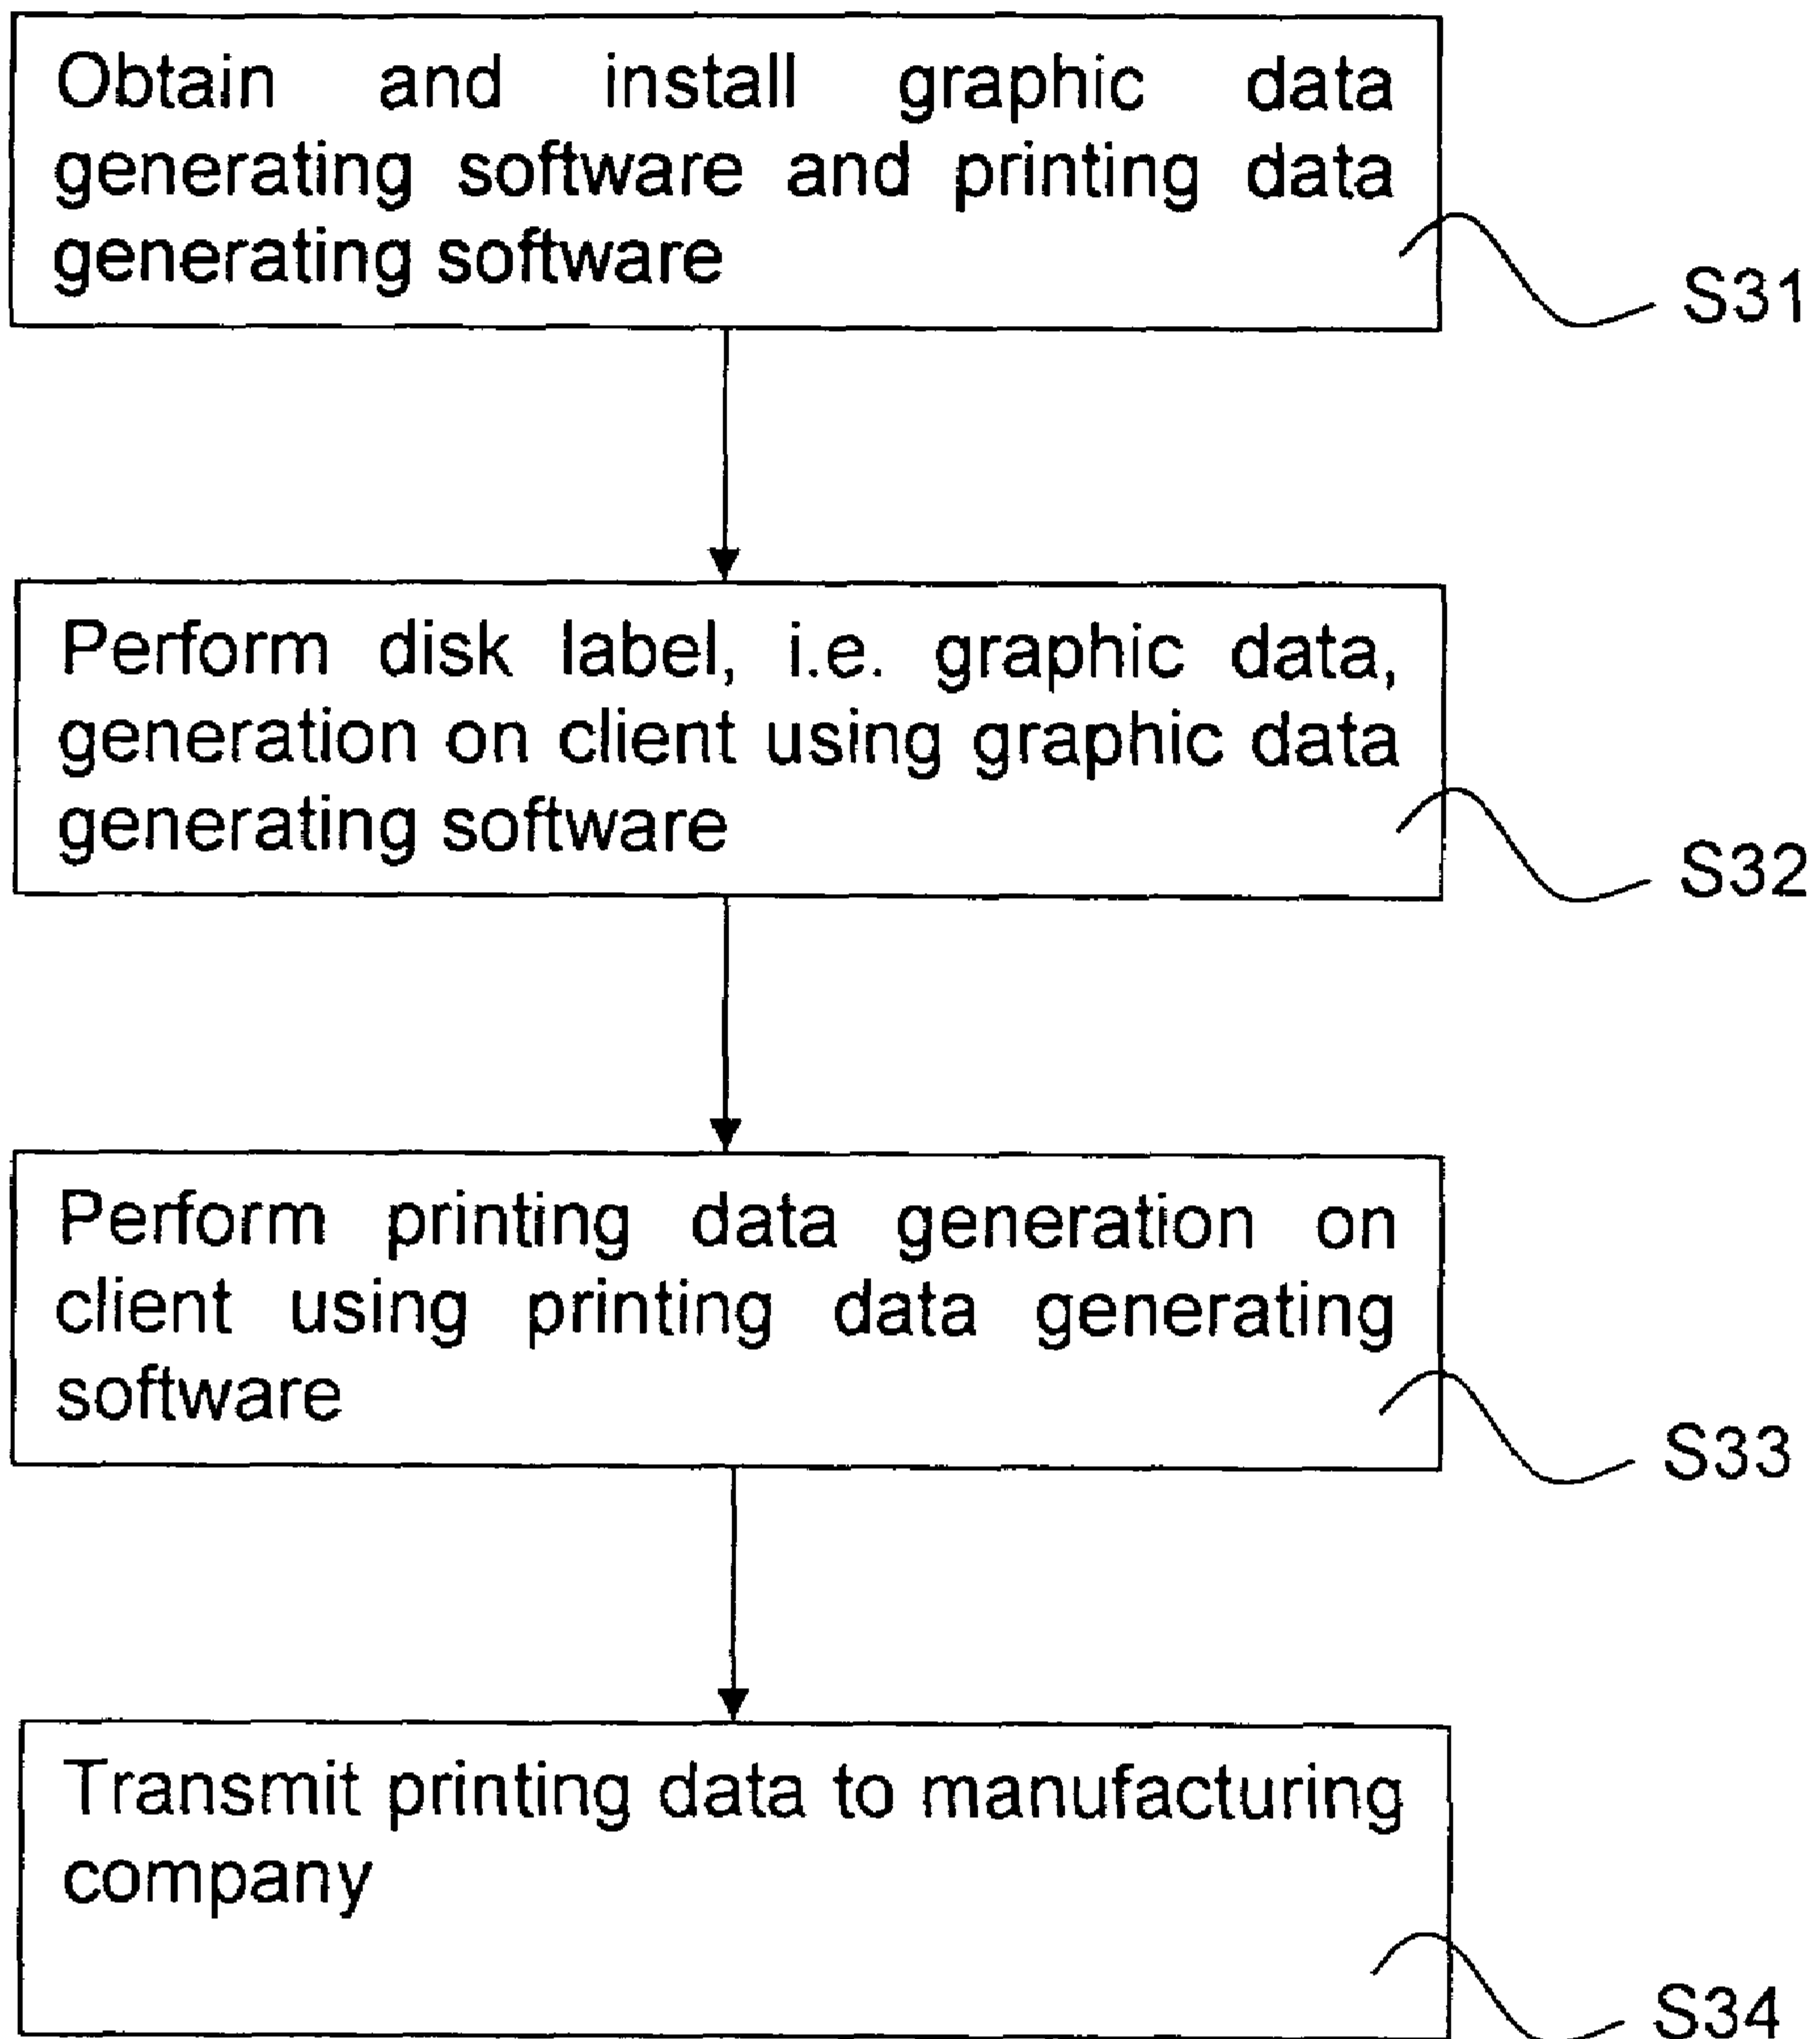 Obtain and install graphic data
generating software and printing data
generating software
S31
Perform disk label, i.e. graphic data,
generation on client using graphic data
generating software
S32
Perform printing data generation on
client using printing data generating
software
S33
Transmit printing data to manufacturing
company
S34